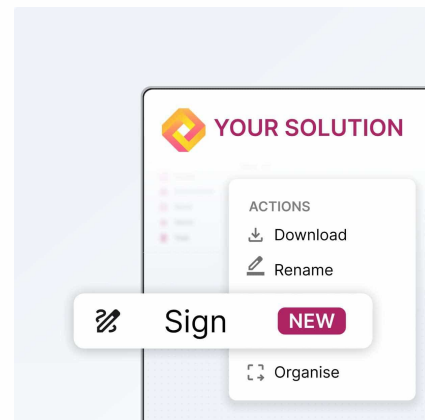 YOUR SOLUTION
ACTIONS
Download
Rename
Sign NEW
Organise